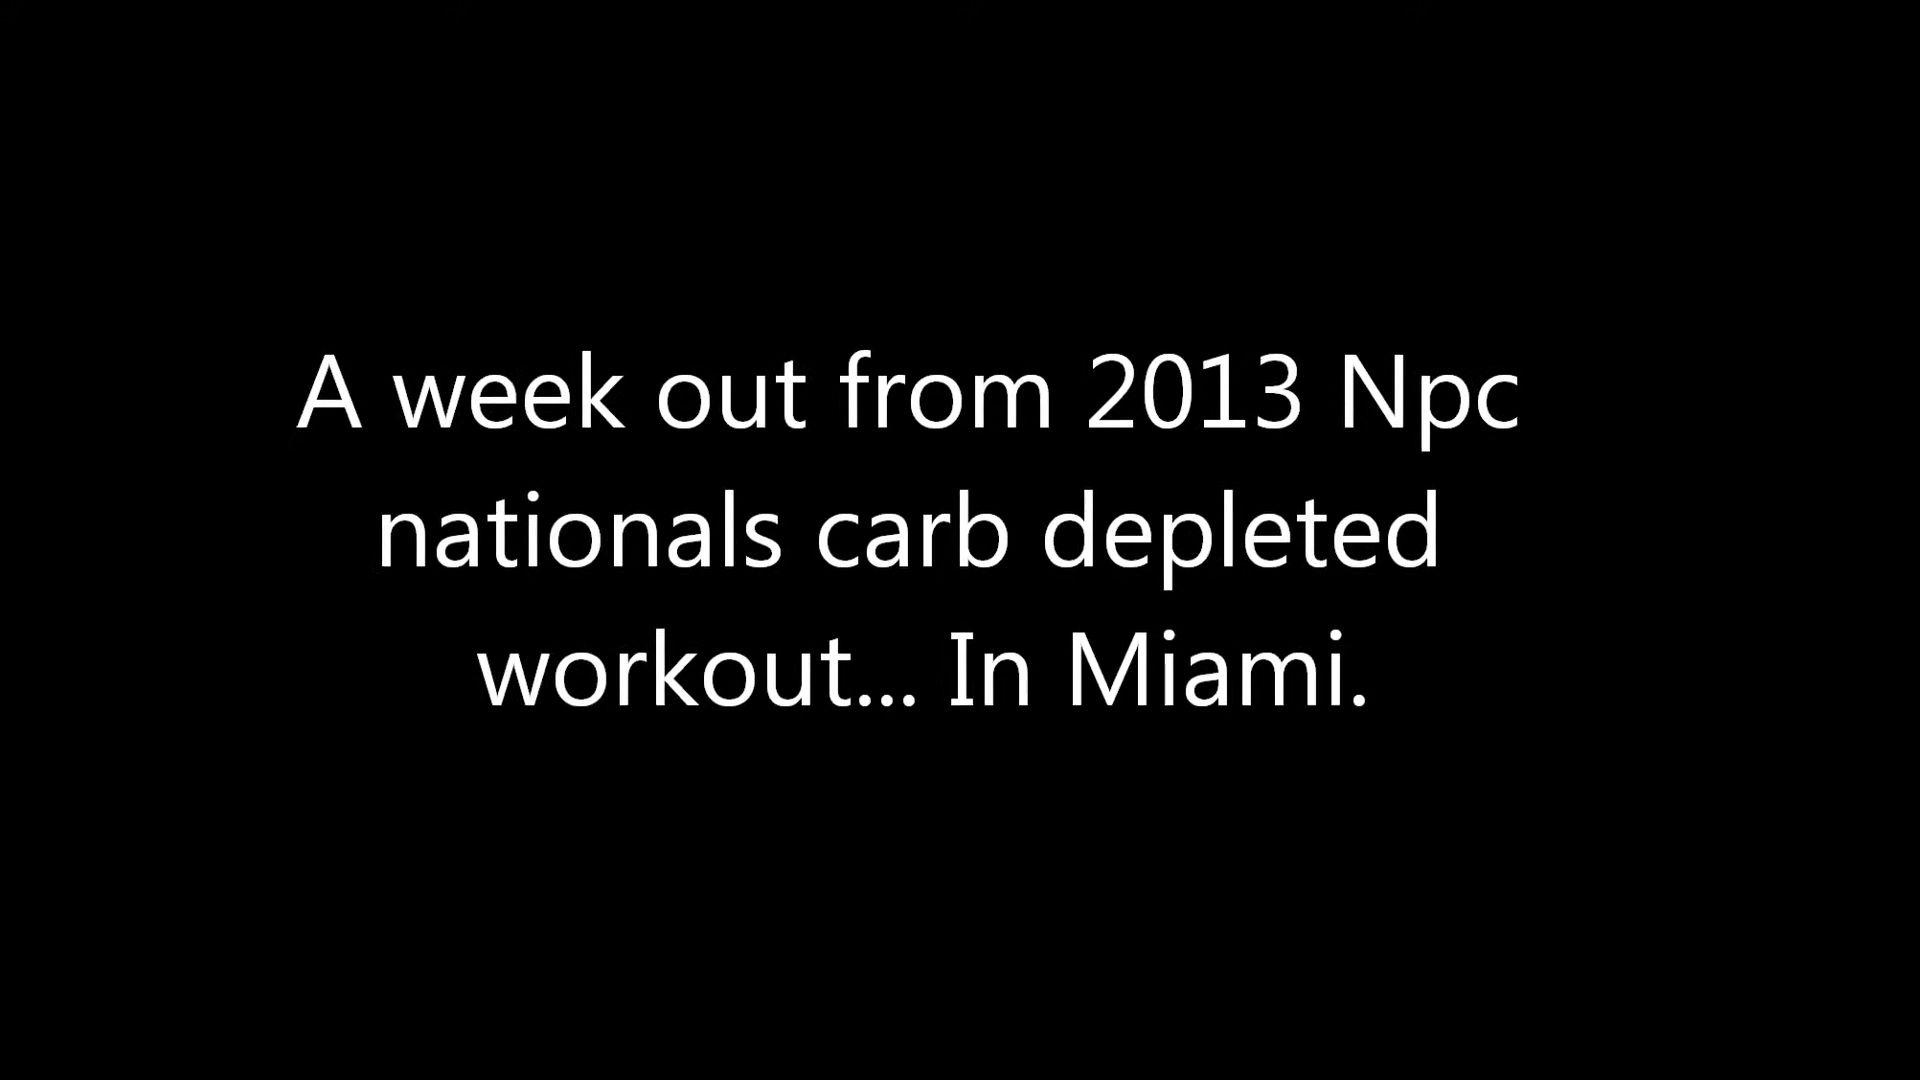 A week out from 2013 Npc
nationals carb depleted
workout... In Miami.